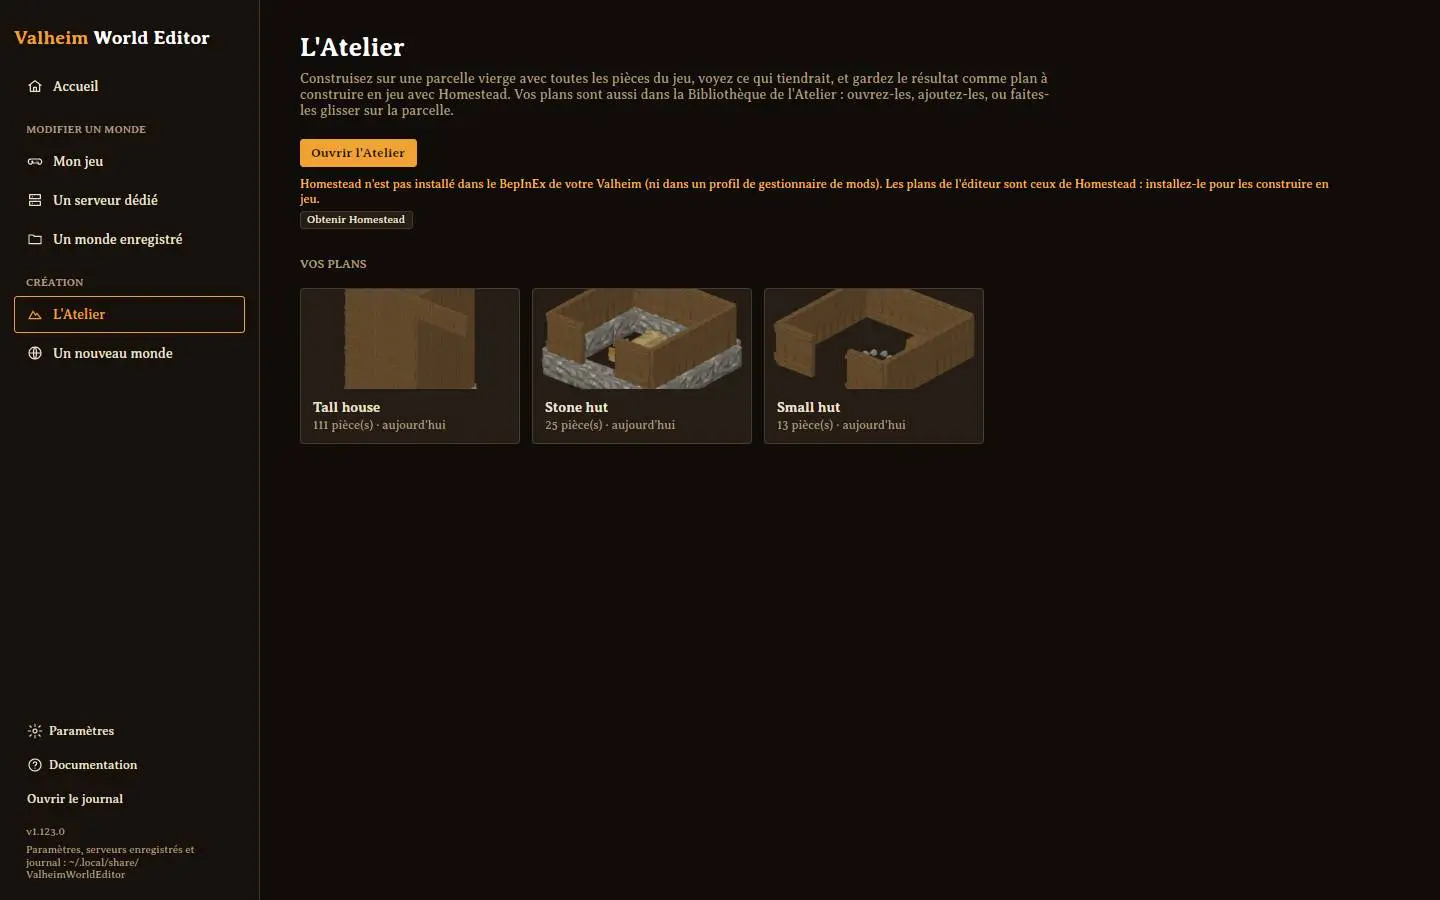 Valheim World Editor
Accueil
MODIFIER UN MONDE
Mon jeu
Un serveur dédié
Un monde enregistré
CRÉATION
L'Atelier
Un nouveau monde
Paramètres
Documentation
Ouvrir le journal
v1.123.0
Paramètres, serveurs enregistrés et
journal : ~/.local/share/
ValheimWorldEditor
L'Atelier
Construisez sur une parcelle vierge avec toutes les pièces du jeu, voyez ce qui tiendrait, et gardez le résultat comme plan à
construire en jeu avec Homestead. Vos plans sont aussi dans la Bibliothèque de l'Atelier : ouvrez-les, ajoutez-les, ou faites-
les glisser sur la parcelle.
Ouvrir l'Atelier
Homestead n'est pas installé dans le BepInEx de votre Valheim (ni dans un profil de gestionnaire de mods). Les plans de l'éditeur sont ceux de Homestead : installez-le pour les construire en
jeu.
Obtenir Homestead
VOS PLANS
Tall house
111 pièce(s) · aujourd'hui
Stone hut
25 pièce(s) · aujourd'hui
Small hut
13 pièce(s) · aujourd'hui